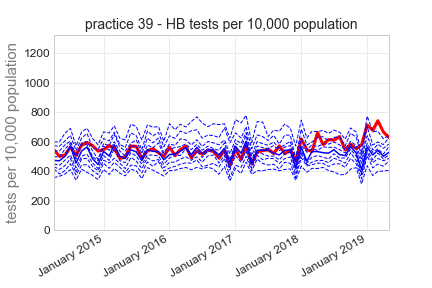 practice 39 - HB tests per 10,000 population
tests per 10,000 population
1200
1000
800
600
400
200
0
January 2015
January 2016
January 2017
January 2018
January 2019